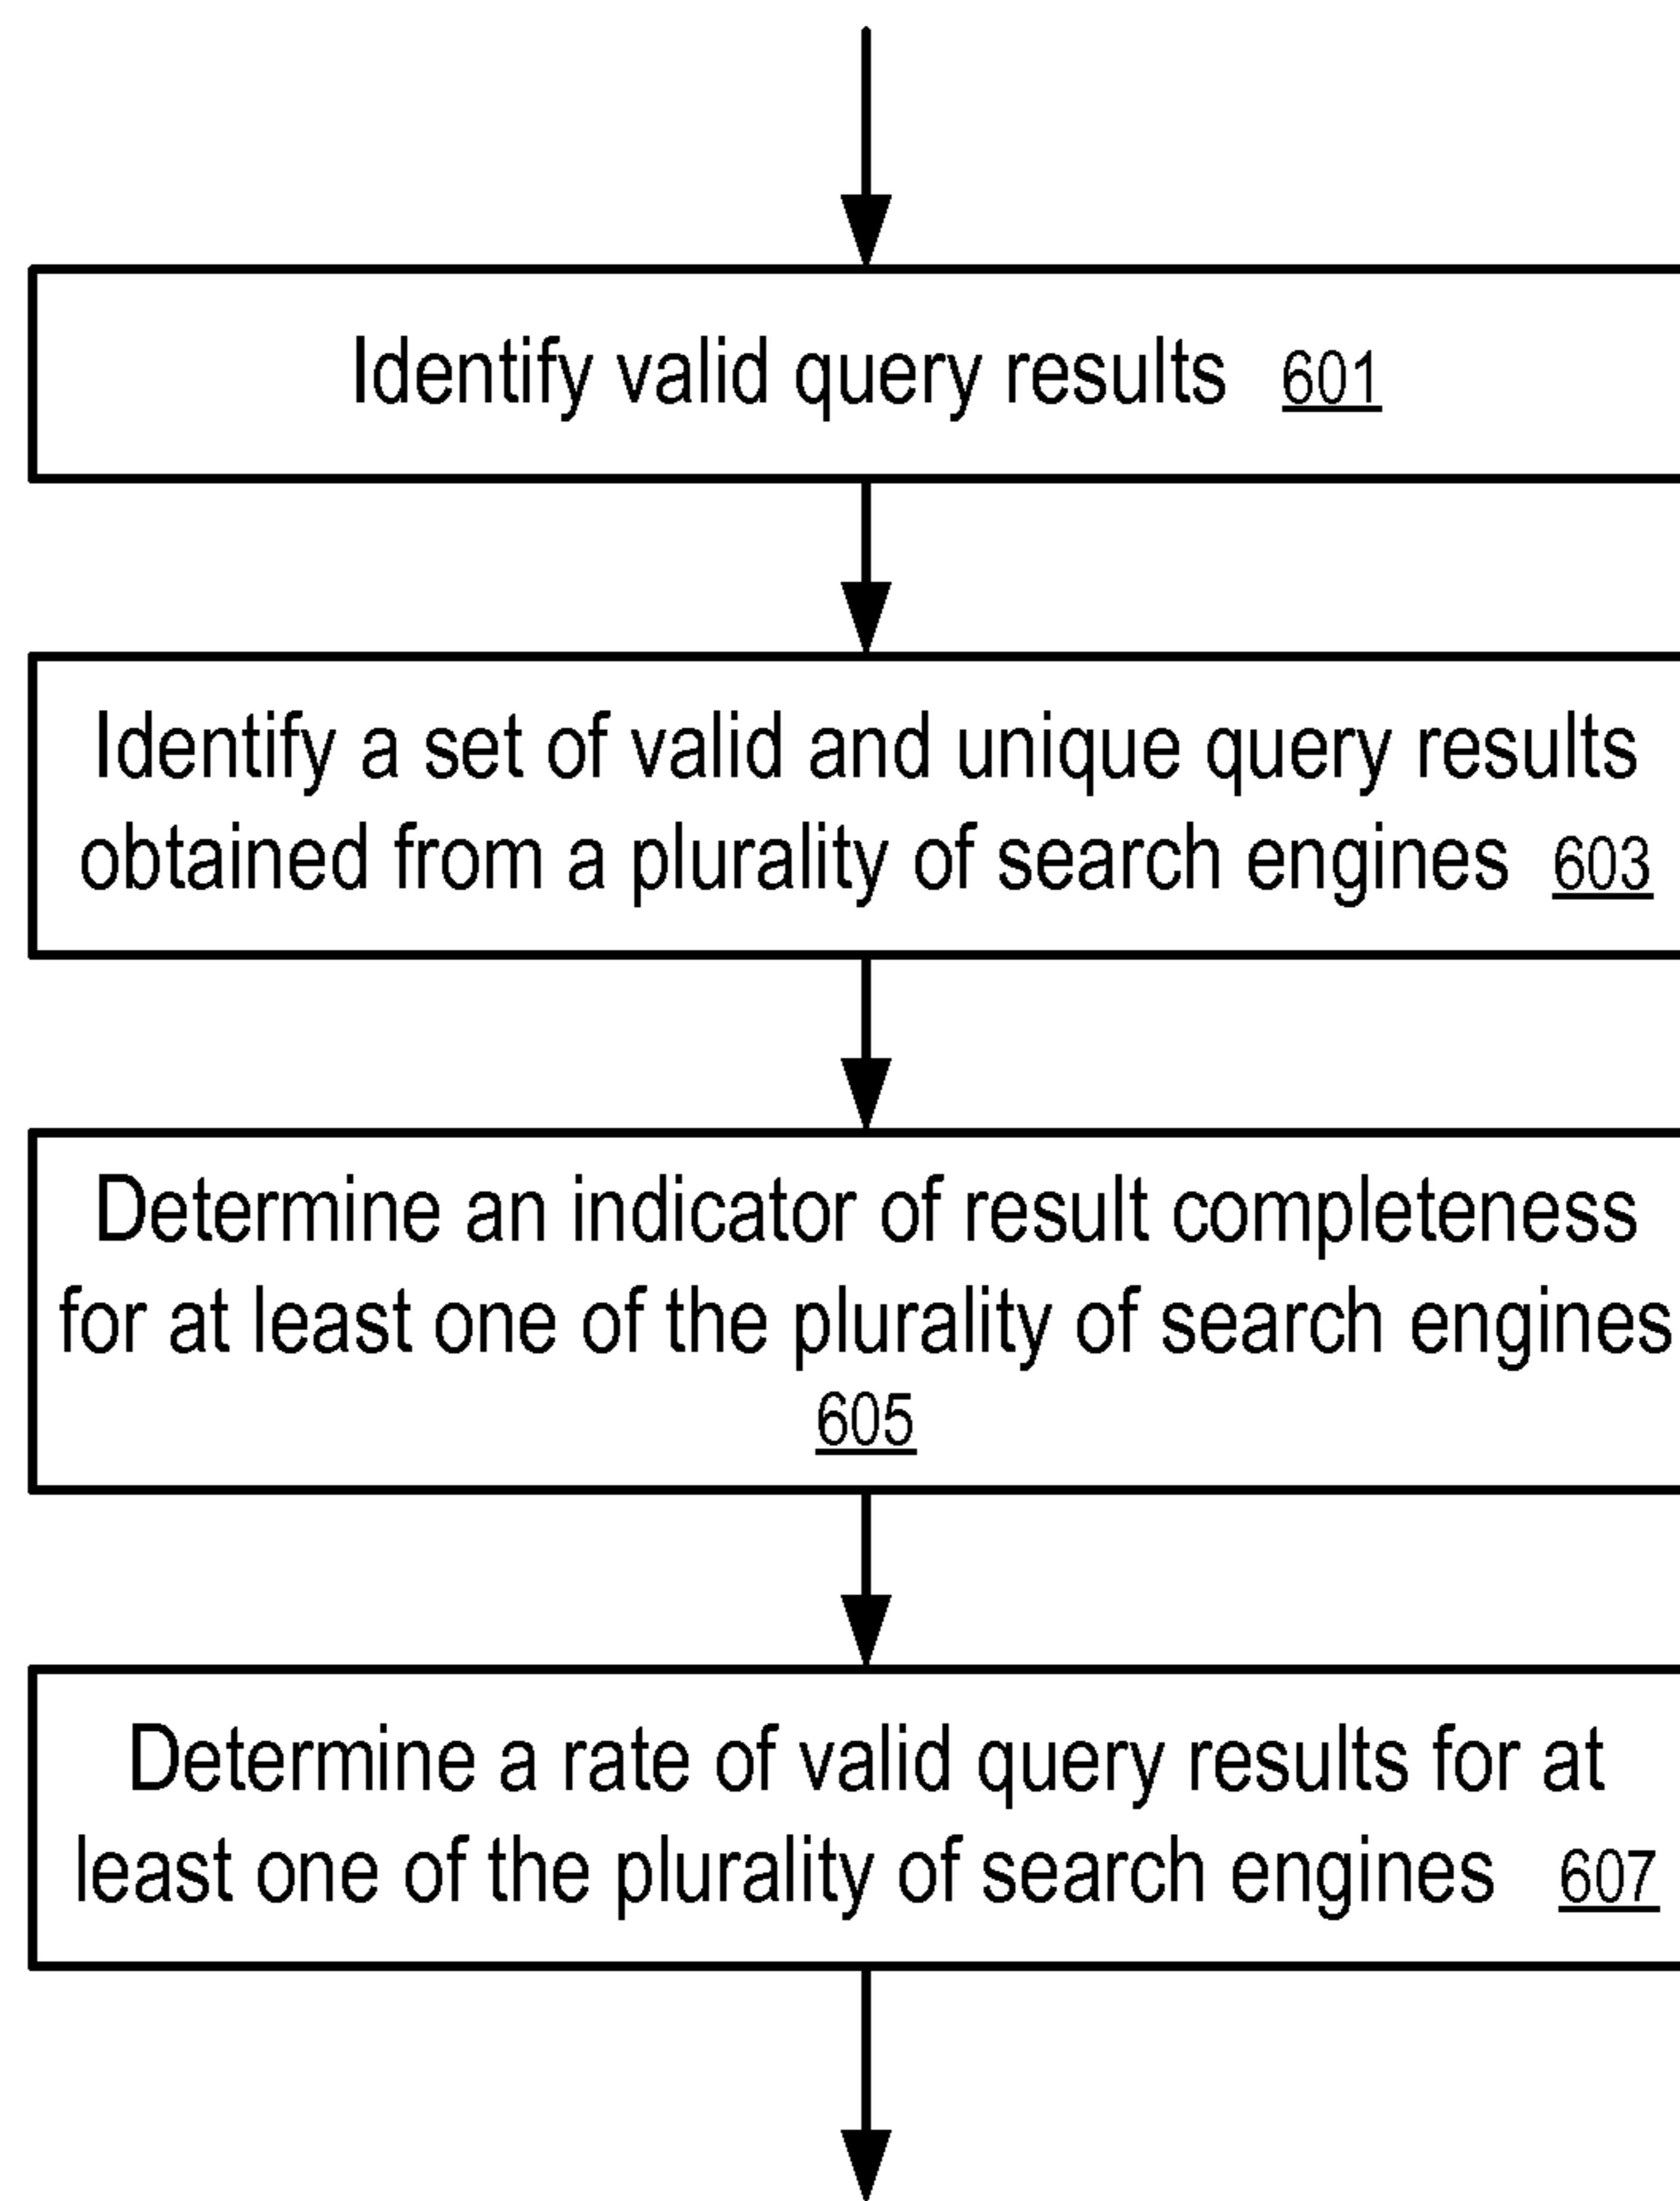 Identify valid query results 601
Identify a set of valid and unique query results
obtained from a plurality of search engines 603
Determine an indicator of result completeness
for at least one of the plurality of search engines
605
Determine a rate of valid query results for at
least one of the plurality of search engines 607